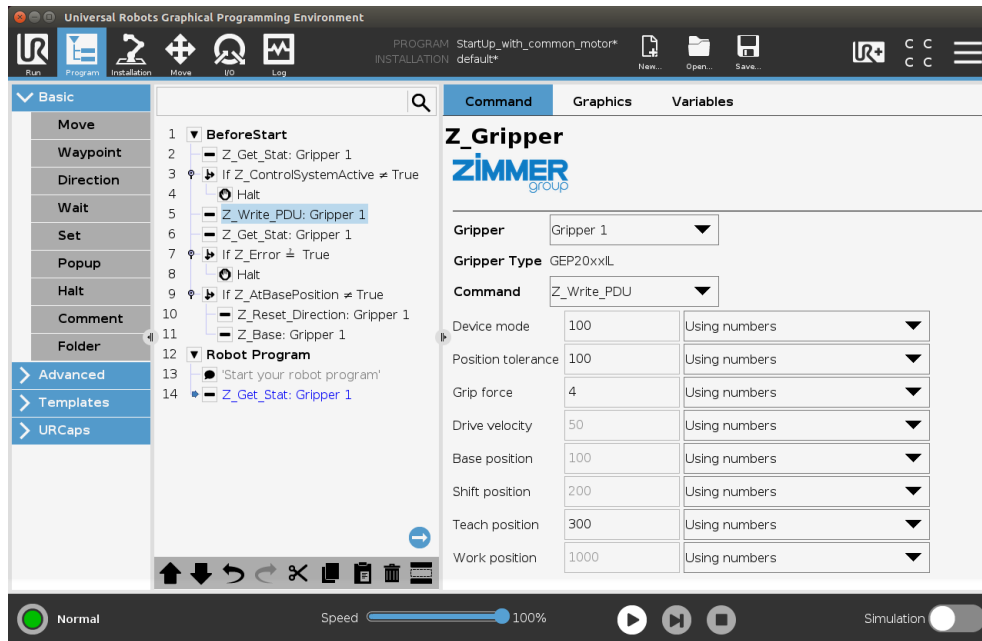 Universal Robots Graphical Programming Environment
PROGRAM StartUp_with_common_motor*
INSTALLATION default*
Run Program Installation Move I/O Log New... Open... Save...
UR+
C C
C C
Basic
Move
Waypoint
Direction
Wait
Set
Popup
Halt
Comment
Folder
Advanced
Templates
URCaps
1 BeforeStart
2 Z_Get_Stat: Gripper 1
3 If Z_ControlSystemActive ≠ True
4 Halt
5 Z_Write_PDU: Gripper 1
6 Z_Get_Stat: Gripper 1
7 If Z_Error ≟ True
8 Halt
9 If Z_AtBasePosition ≠ True
10 Z_Reset_Direction: Gripper 1
11 Z_Base: Gripper 1
12 Robot Program
13 'Start your robot program'
14 Z_Get_Stat: Gripper 1
Command Graphics Variables
Z_Gripper
ZIMMER
group
Gripper Gripper 1
Gripper Type GEP20xxIL
Command Z_Write_PDU
Device mode 100 Using numbers
Position tolerance 100 Using numbers
Grip force 4 Using numbers
Drive velocity 50 Using numbers
Base position 100 Using numbers
Shift position 200 Using numbers
Teach position 300 Using numbers
Work position 1000 Using numbers
Normal Speed 100% Simulation